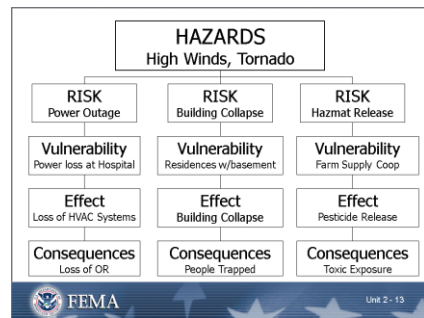 HAZARDS
High Winds, Tornado
RISK
Power Outage
RISK
Building Collapse
RISK
Hazmat Release
Vulnerability
Power loss at Hospital
Vulnerability
Residences w/basement
Vulnerability
Farm Supply Coop
Effect
Loss of HVAC Systems
Effect
Building Collapse
Effect
Pesticide Release
Consequences
Loss of OR
Consequences
People Trapped
Consequences
Toxic Exposure
FEMA
Unit 2 - 13